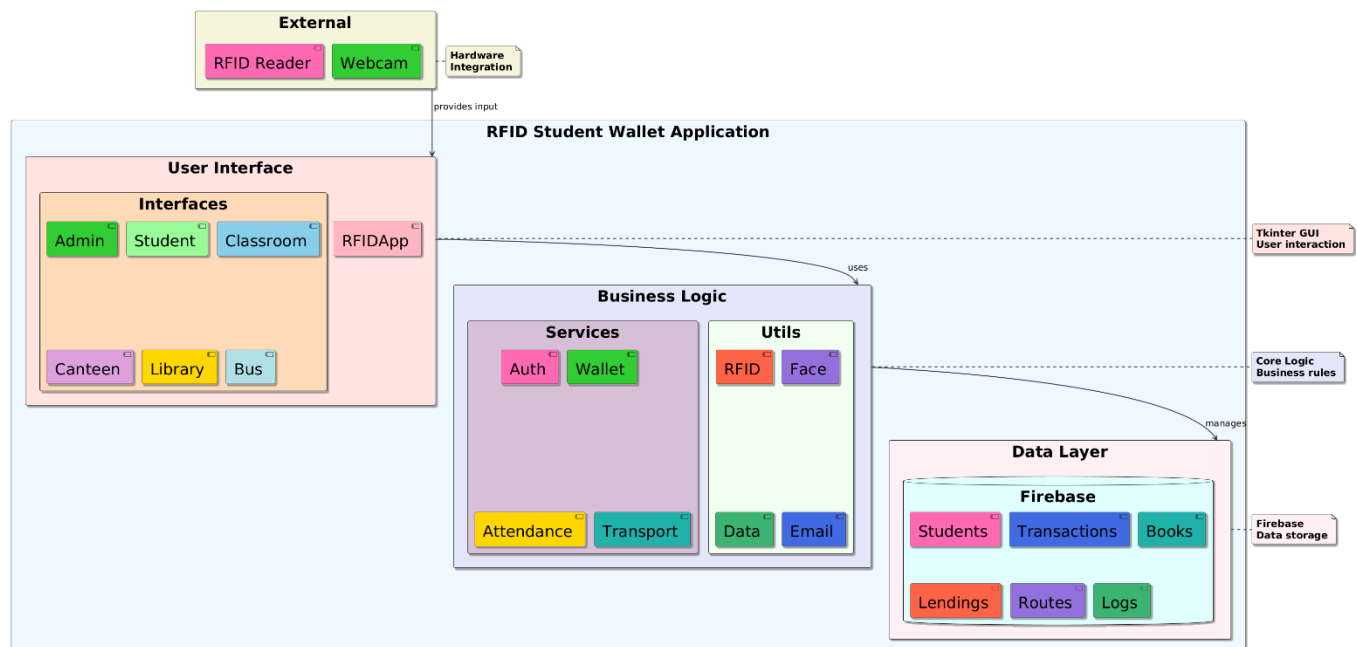 External
RFID Reader
Webcam
Hardware
Integration
provides input
RFID Student Wallet Application
User Interface
Interfaces
Admin
Student
Classroom
RFIDApp
Canteen
Library
Bus
Tkinter GUI
User interaction
uses
Business Logic
Services
Auth
Wallet
Attendance
Transport
Utils
RFID
Face
Data
Email
Core Logic
Business rules
manages
Data Layer
Firebase
Students
Transactions
Books
Lendings
Routes
Logs
Firebase
Data storage